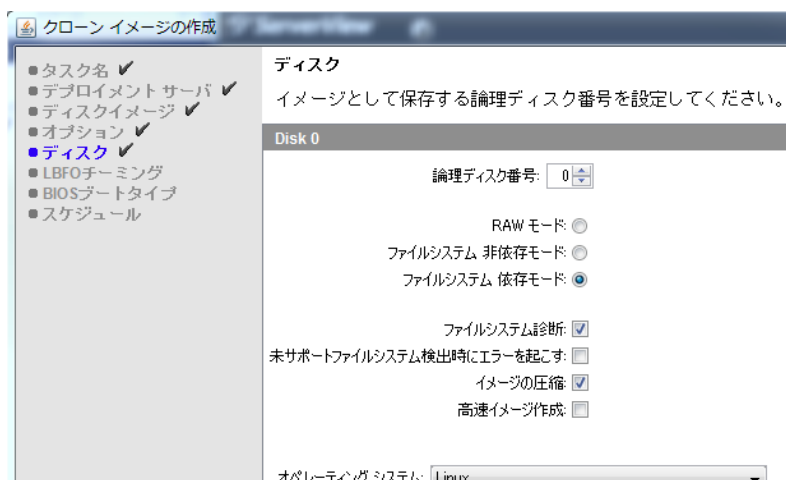 クローン イメージの作成
ServerView
タスク名
デプロイメント サーバ
ディスクイメージ
オプション
ディスク
LBFOチーミング
BIOSブートタイプ
スケジュール
ディスク
イメージとして保存する論理ディスク番号を設定してください。
Disk 0
論理ディスク番号: 0
RAW モード:
ファイルシステム 非依存モード:
ファイルシステム 依存モード:
ファイルシステム診断:
未サポートファイルシステム検出時にエラーを起こす:
イメージの圧縮:
高速イメージ作成:
オペレーティング システム: Linux